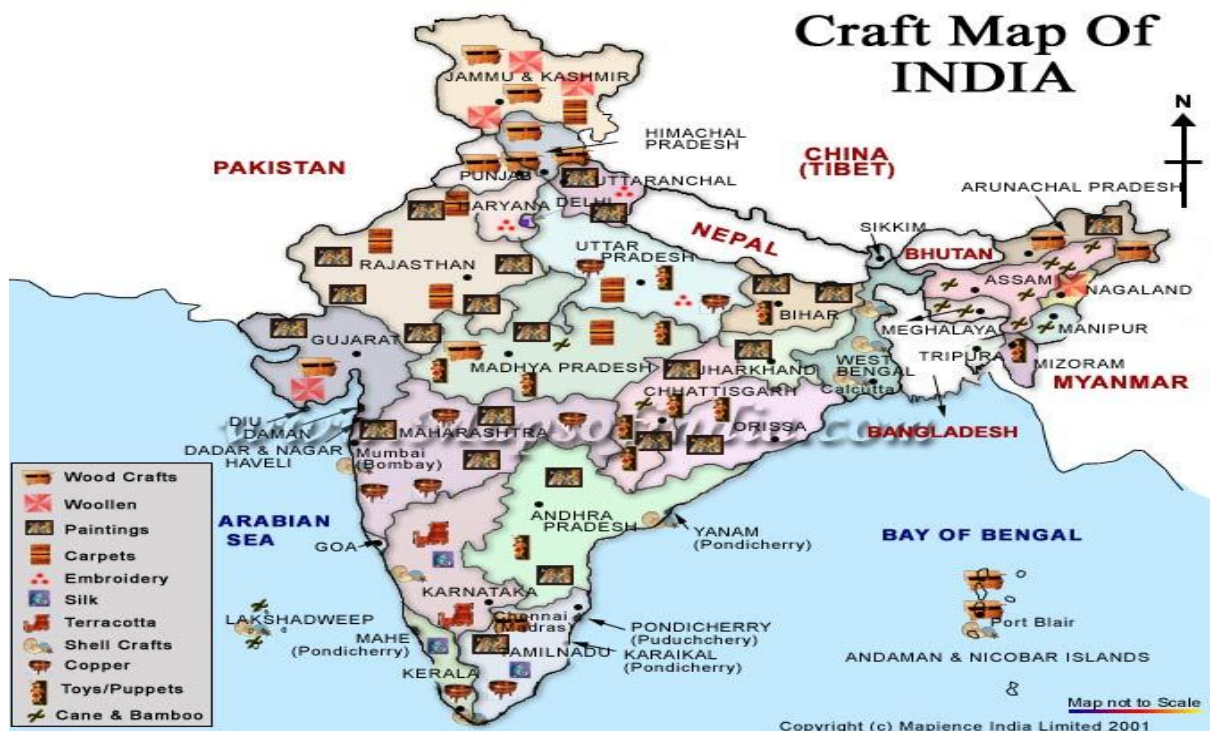 Craft Map Of
INDIA
N
JAMMU & KASHMIR
PAKISTAN
HIMACHAL
PRADESH
CHINA
(TIBET)
PUNJAB
UTTARANCHAL
ARUNACHAL PRADESH
HARYANA
DELHI
NEPAL
SIKKIM
BHUTAN
UTTAR
PRADESH
RAJASTHAN
ASSAM
NAGALAND
BIHAR
MEGHALAYA
MANIPUR
GUJARAT
MADHYA PRADESH
JHARKHAND
WEST
BENGAL
Calcutta
TRIPURA
MIZORAM
CHHATTISGARH
MYANMAR
DIU
DAMAN
DADAR & NAGAR
HAVELI
MAHARASHTRA
Mumbai
(Bombay)
ORISSA
BANGLADESH
Wood Crafts
Woollen
Paintings
Carpets
Embroidery
Silk
Terracotta
Shell Crafts
Copper
Toys/Puppets
Cane & Bamboo
ARABIAN
SEA
GOA
ANDHRA
PRADESH
YANAM
(Pondicherry)
BAY OF BENGAL
KARNATAKA
LAKSHADWEEP
MAHE
(Pondicherry)
Chennai
(Madras)
PONDICHERRY
(Puduchchery)
KARAIKAL
(Pondicherry)
TAMILNADU
KERALA
Port Blair
ANDAMAN & NICOBAR ISLANDS
Map not to Scale
Copyright (c) Mapience India Limited 2001